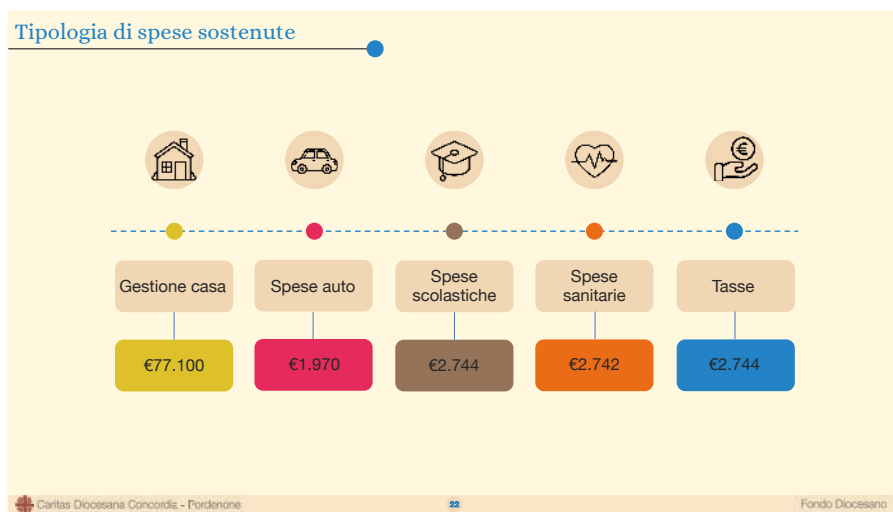 Tipologia di spese sostenute
€
Gestione casa
Spese auto
Spese
scolastiche
Spese
sanitarie
Tasse
€77.100
€1.970
€2.744
€2.742
€2.744
Caritas Diocesana Concordia - Pordenone
22
Fondo Diocesano